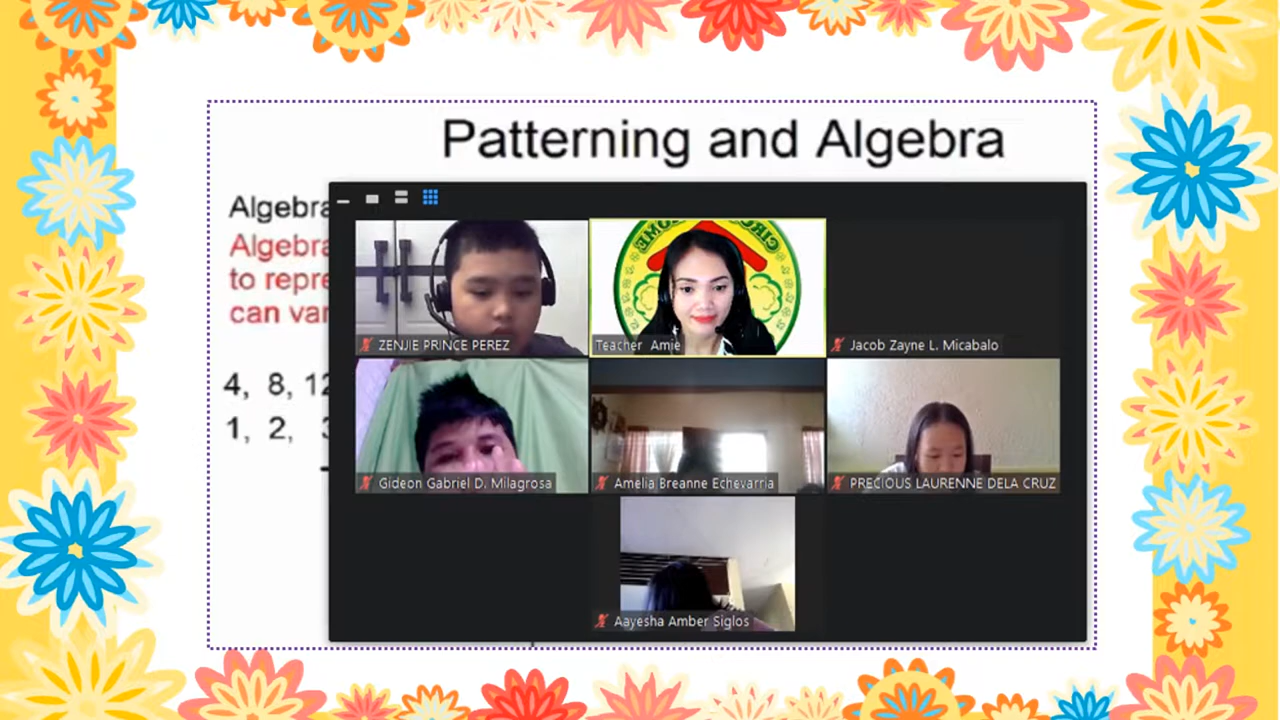 Patterning and Algebra
Algebra
Algebra
to repre
can var
4, 8, 12
1, 2, 3
ZENJIE PRINCE PEREZ
Teacher Amie
Jacob Zayne L. Micabalo
Gideon Gabriel D. Milagrosa
Amelia Breanne Echevarria
PRECIOUS LAURENNE DELA CRUZ
Aayesha Amber Siglos